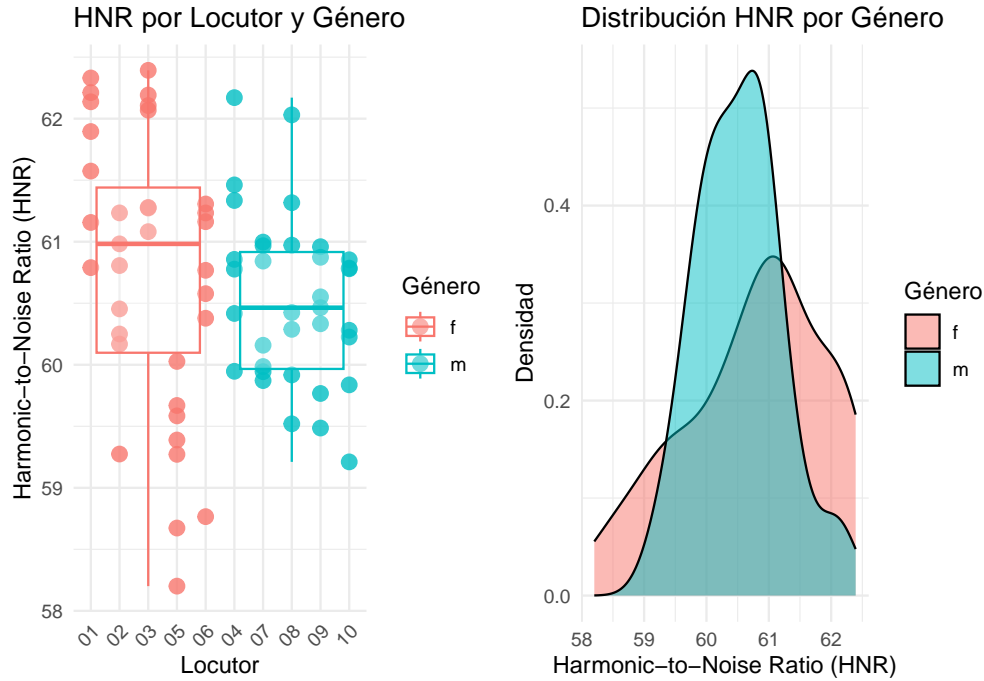 HNR por Locutor y Género
Harmonic−to−Noise Ratio (HNR)
62
61
60
59
58
01 02 03 05 06 04 07 08 09 10
Locutor
Género
f
m
Distribución HNR por Género
Densidad
0.4
0.2
0.0
58 59 60 61 62
Harmonic−to−Noise Ratio (HNR)
Género
f
m